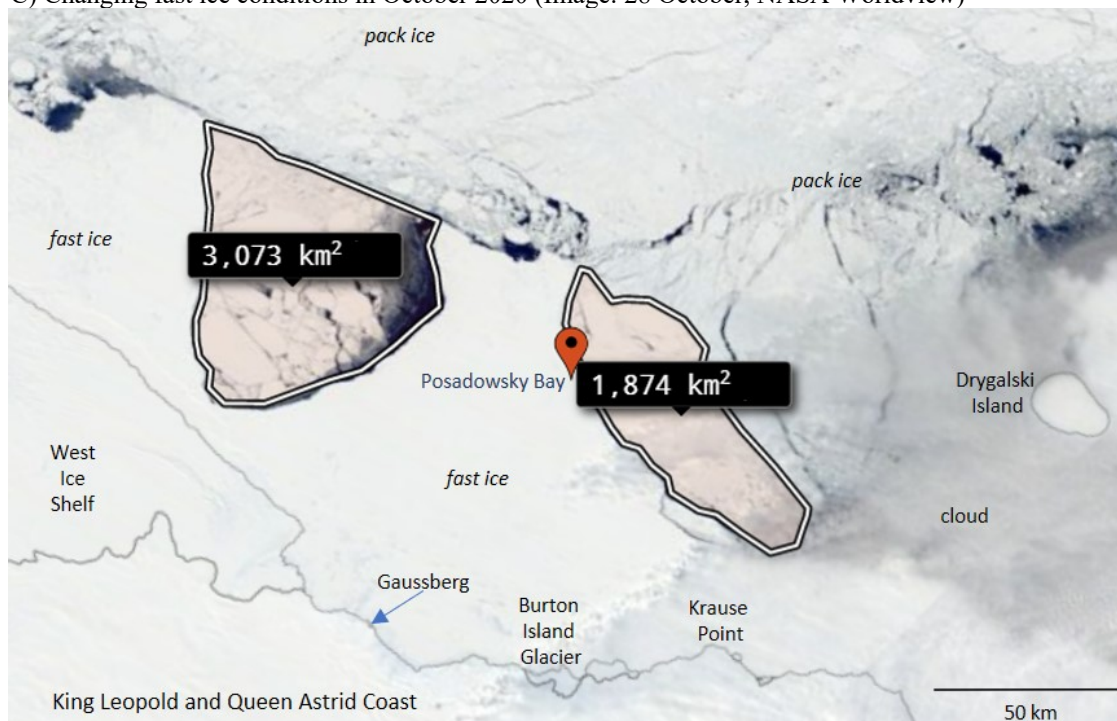 C) Changing fast ice conditions in October 2020 (Image: 28 October, NASA Worldview)
pack ice
pack ice
fast ice
3,073 km²
Posadowsky Bay
1,874 km²
Drygalski
Island
West
Ice
Shelf
fast ice
cloud
Gaussberg
Burton
Island
Glacier
Krause
Point
King Leopold and Queen Astrid Coast
50 km